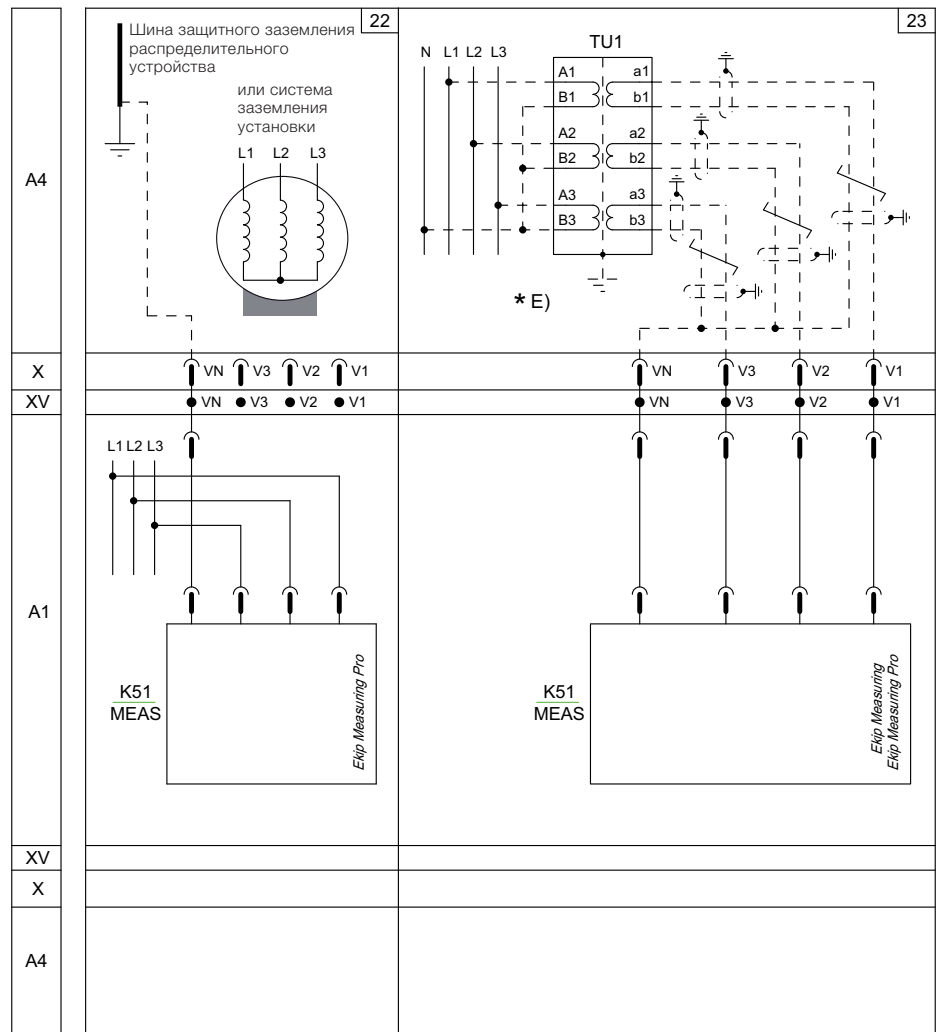 22
Шина защитного заземления
распределительного
устройства
или система
заземления
установки
L1 L2 L3
23
N L1 L2 L3
TU1
A1 a1
B1 b1
A2 a2
B2 b2
A3 a3
B3 b3
* E)
A4
X
VN V3 V2 V1
VN V3 V2 V1
XV
VN V3 V2 V1
VN V3 V2 V1
A1
L1 L2 L3
K51
MEAS
Ekip Measuring Pro
K51
MEAS
Ekip Measuring
Ekip Measuring Pro
XV
X
A4